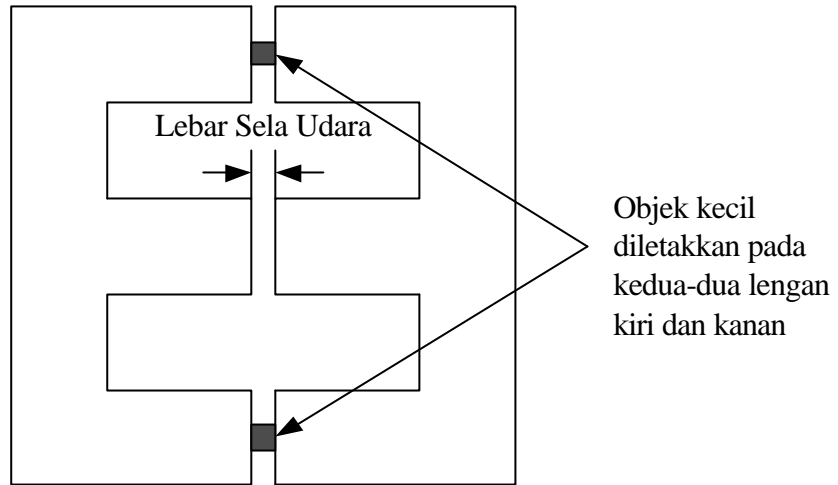 Lebar Sela Udara
Objek kecil
diletakkan pada
kedua-dua lengan
kiri dan kanan